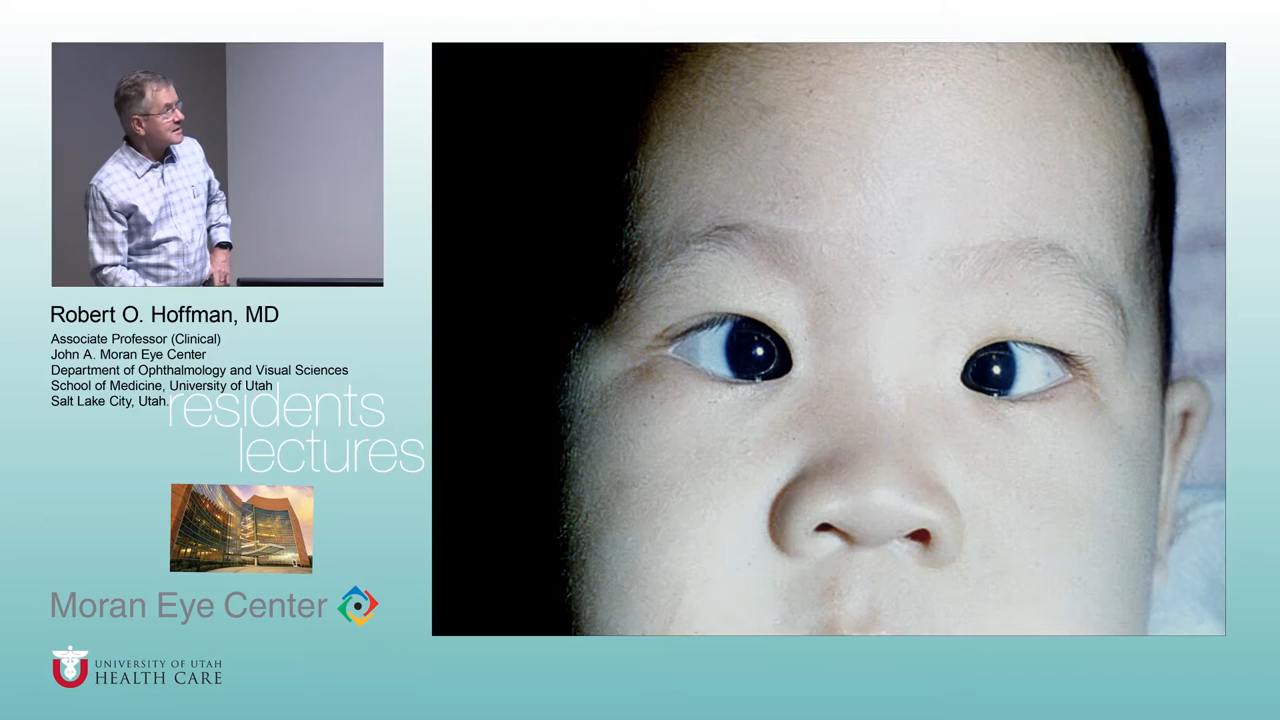 Robert O. Hoffman, MD
Associate Professor (Clinical)
John A. Moran Eye Center
Department of Ophthalmology and Visual Sciences
School of Medicine, University of Utah
Salt Lake City, Utah.
residents
lectures
Moran Eye Center
UNIVERSITY OF UTAH
HEALTH CARE